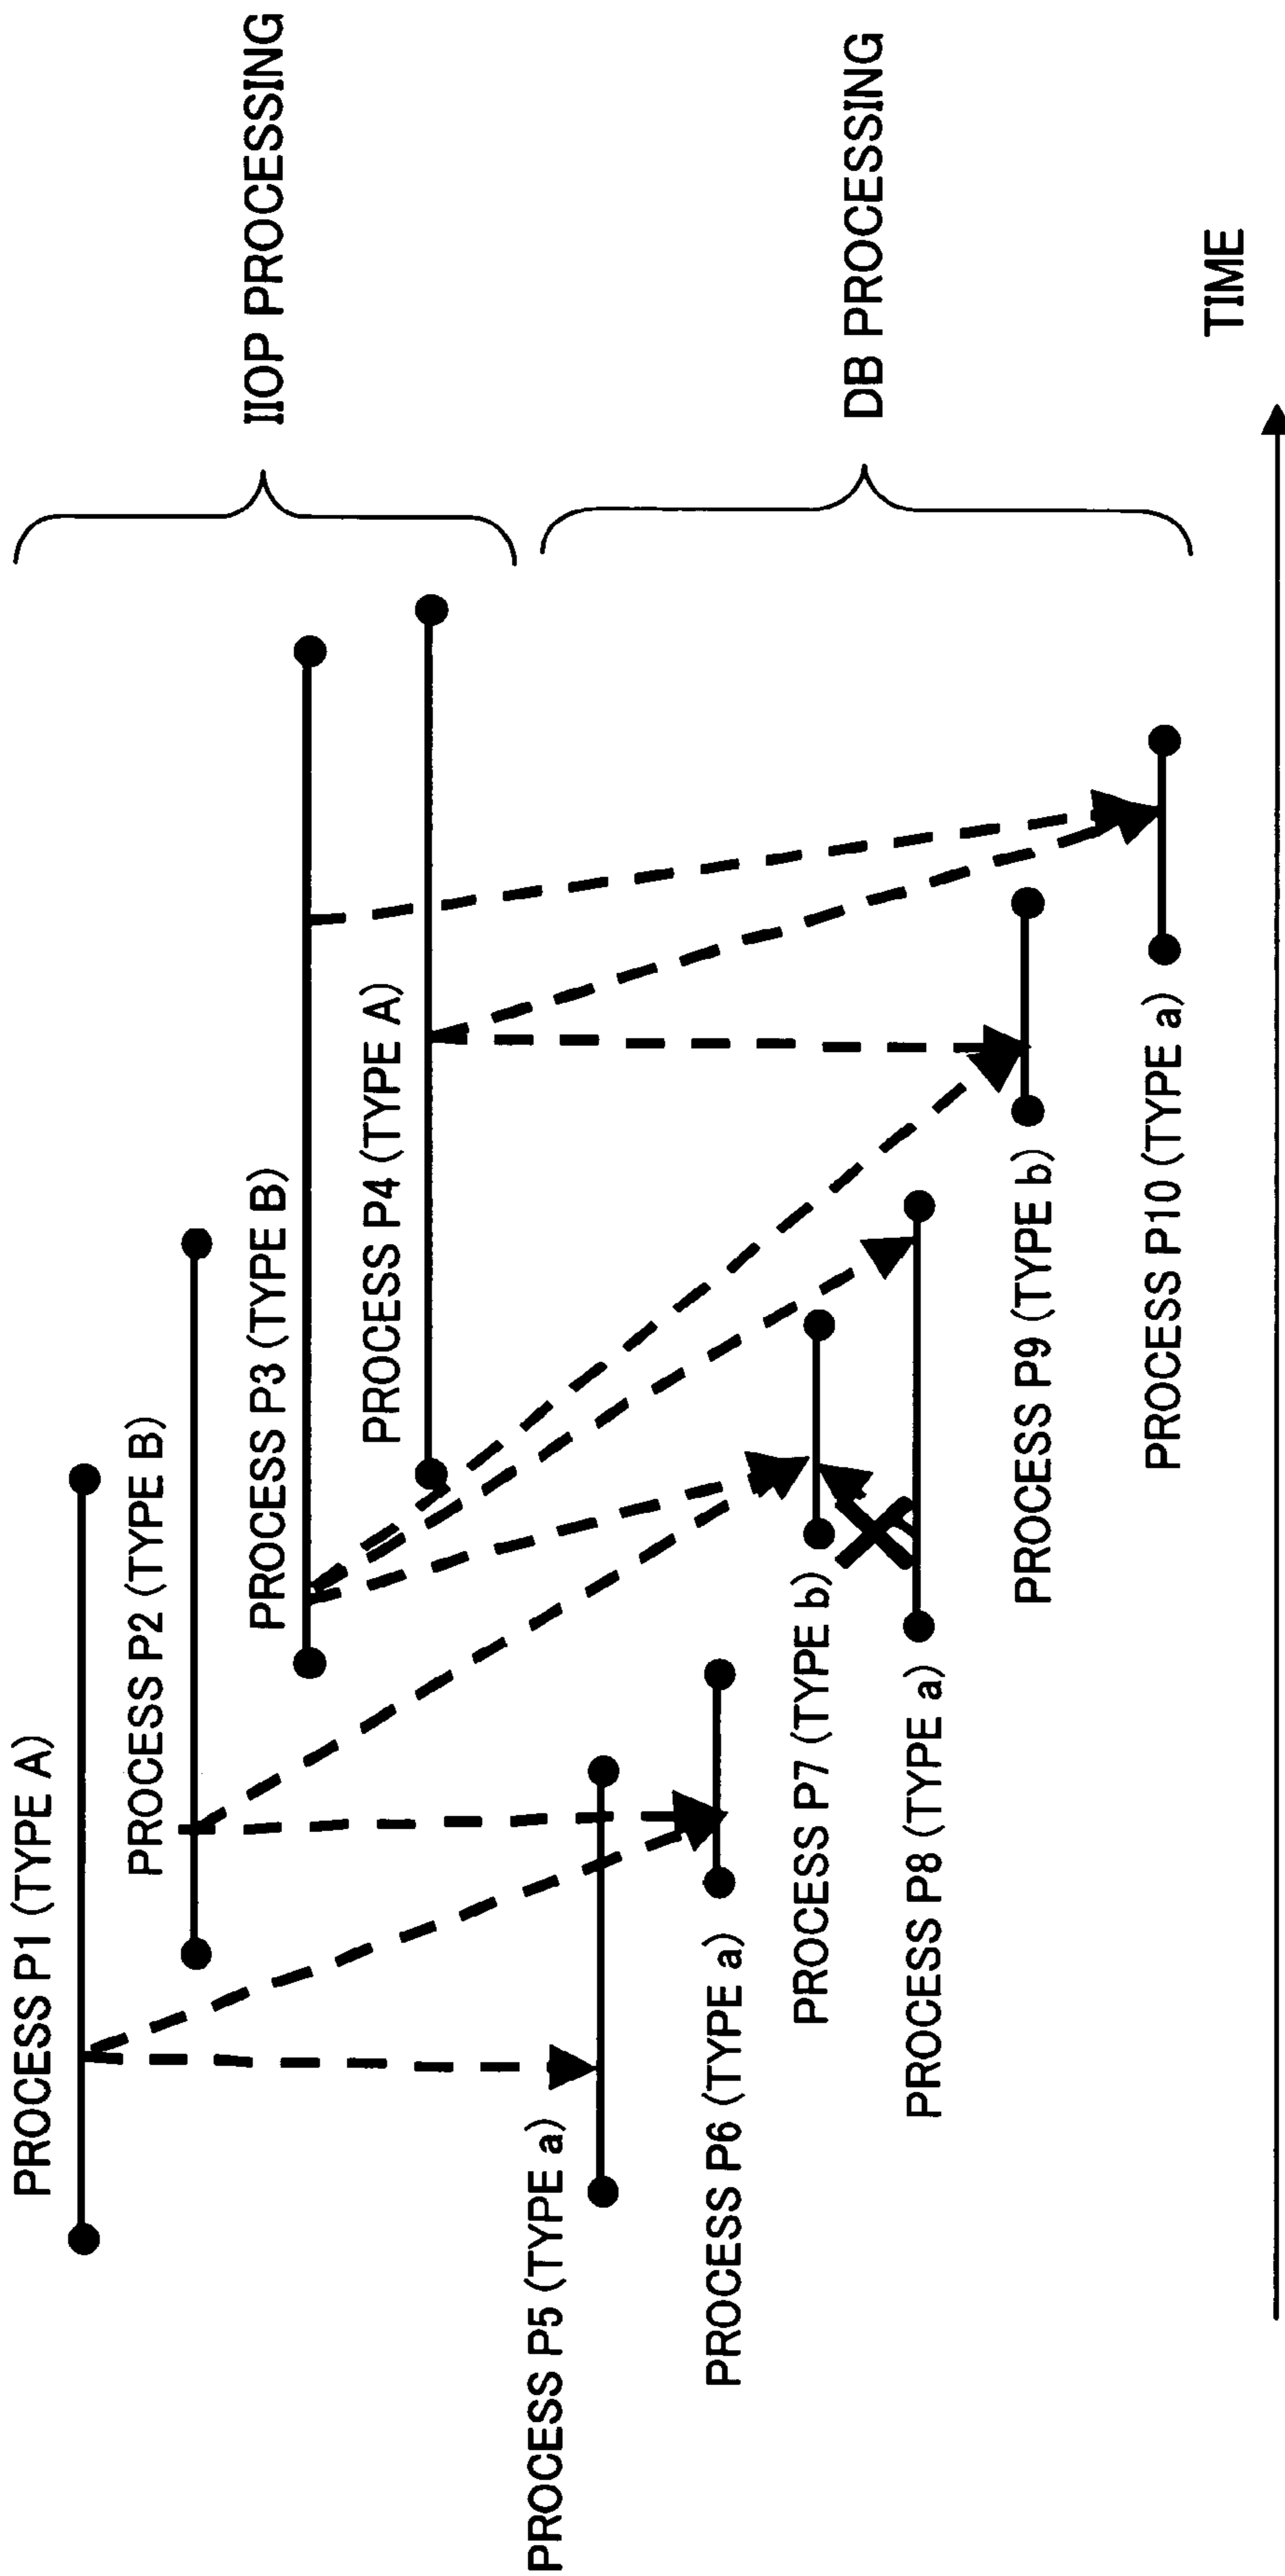 PROCESS P1 (TYPE A)
PROCESS P2 (TYPE B)
PROCESS P3 (TYPE B)
PROCESS P4 (TYPE A)
IIOP PROCESSING
PROCESS P5 (TYPE a)
PROCESS P6 (TYPE a)
PROCESS P7 (TYPE b)
PROCESS P8 (TYPE a)
PROCESS P9 (TYPE b)
PROCESS P10 (TYPE a)
DB PROCESSING
TIME